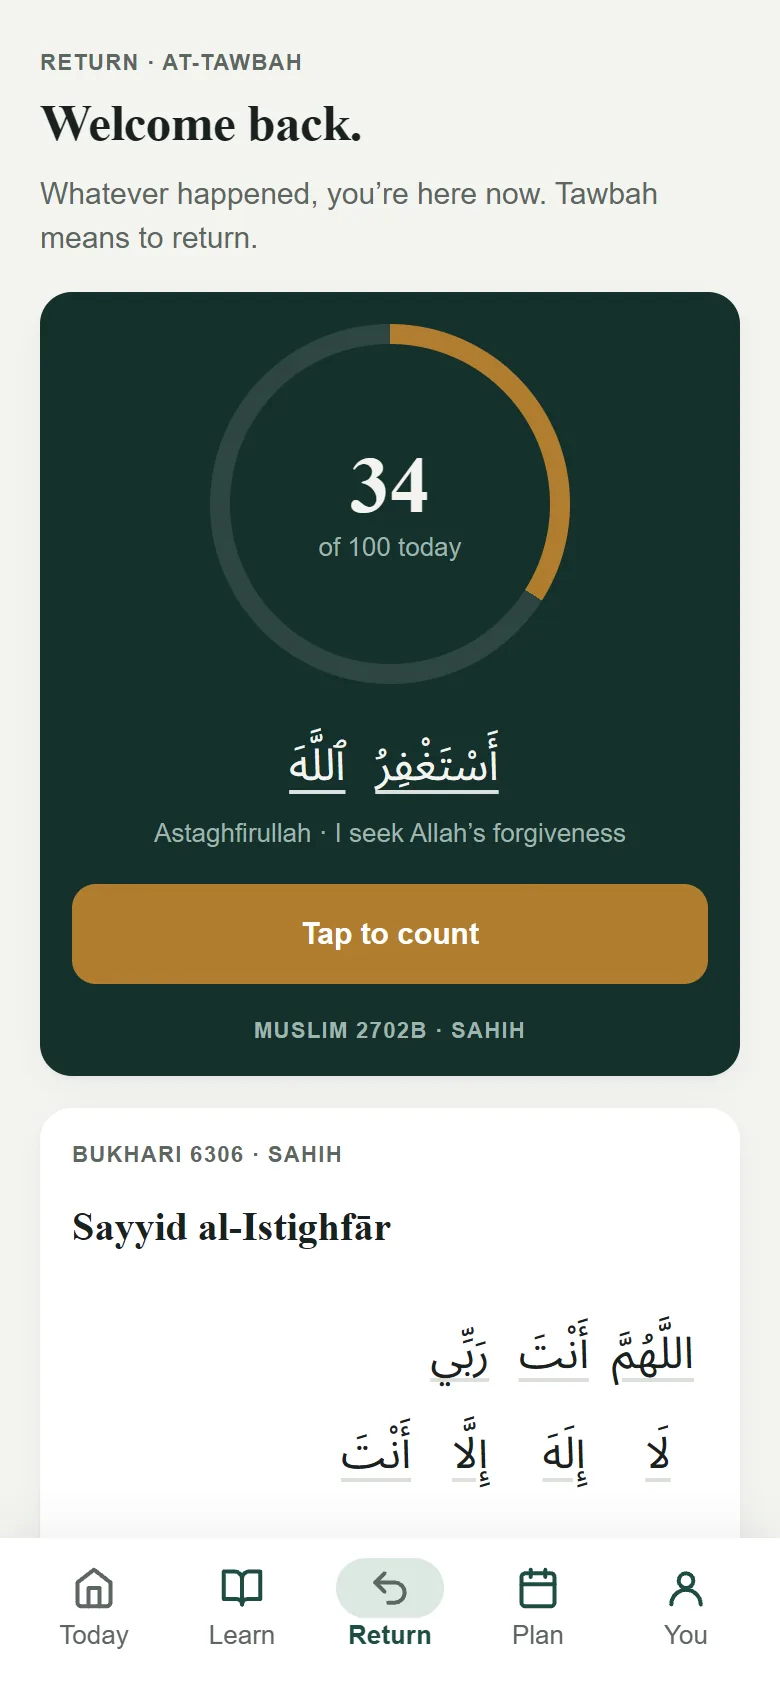 RETURN · AT-TAWBAH
Welcome back.
Whatever happened, you’re here now. Tawbah
means to return.
34
of 100 today
أَسْتَغْفِرُ ٱللَّهَ
Astaghfirullah · I seek Allah’s forgiveness
Tap to count
MUSLIM 2702B · SAHIH
BUKHARI 6306 · SAHIH
Sayyid al-Istighfār
اللَّهُمَّ أَنْتَ رَبِّي
لَا إِلَهَ إِلَّا أَنْتَ
Today
Learn
Return
Plan
You